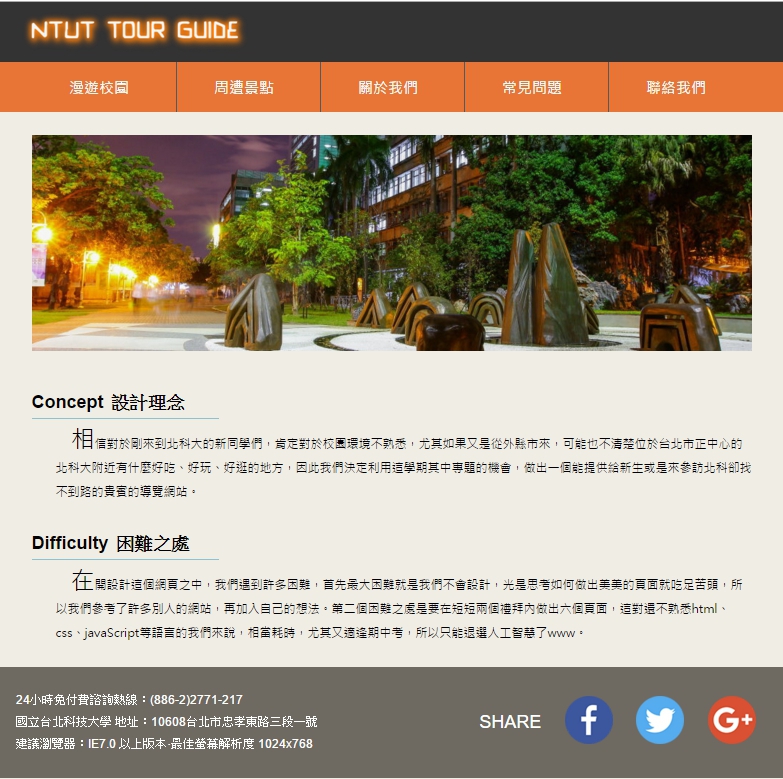 NTUT TOUR GUIDE
漫遊校園
周遭景點
關於我們
常見問題
聯絡我們
Concept 設計理念
相信對於剛來到北科大的新同學們，肯定對於校園環境不熟悉，尤其如果又是從外縣市來，可能也不清楚位於台北市正中心的
北科大附近有什麼好吃、好玩、好逛的地方，因此我們決定利用這學期其中專題的機會，做出一個能提供給新生或是來參訪北科卻找
不到路的貴賓的導覽網站。
Difficulty 困難之處
在開設計這個網頁之中，我們遇到許多困難，首先最大困難就是我們不會設計，光是思考如何做出美美的頁面就吃足苦頭，所
以我們參考了許多別人的網站，再加入自己的想法。第二個困難之處是要在短短兩個禮拜內做出六個頁面，這對還不熟悉html、
css、javaScript等語言的我們來說，相當耗時，尤其又適逢期中考，所以只能退選人工智慧了www。
24小時免付費諮詢熱線：(886-2)2771-217
國立台北科技大學 地址：10608台北市忠孝東路三段一號
建議瀏覽器：IE7.0 以上版本‧最佳螢幕解析度 1024x768
SHARE
f
G+